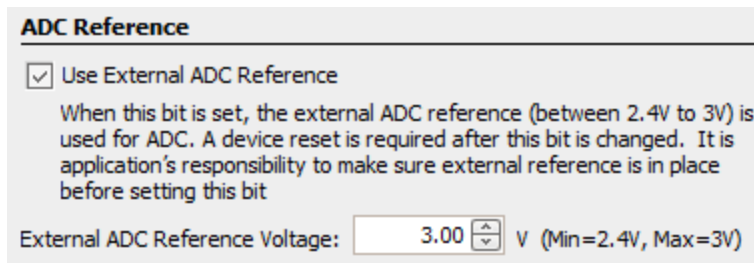 ADC Reference
Use External ADC Reference
When this bit is set, the external ADC reference (between 2.4V to 3V) is
used for ADC. A device reset is required after this bit is changed. It is
application's responsibility to make sure external reference is in place
before setting this bit
External ADC Reference Voltage: 3.00 V (Min=2.4V, Max=3V)